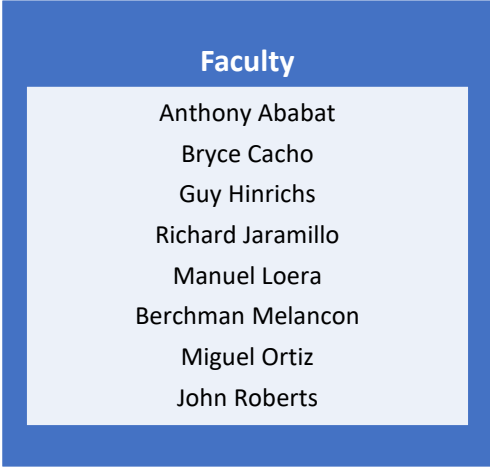 Faculty
Anthony Ababat
Bryce Cacho
Guy Hinrichs
Richard Jaramillo
Manuel Loera
Berchman Melancon
Miguel Ortiz
John Roberts